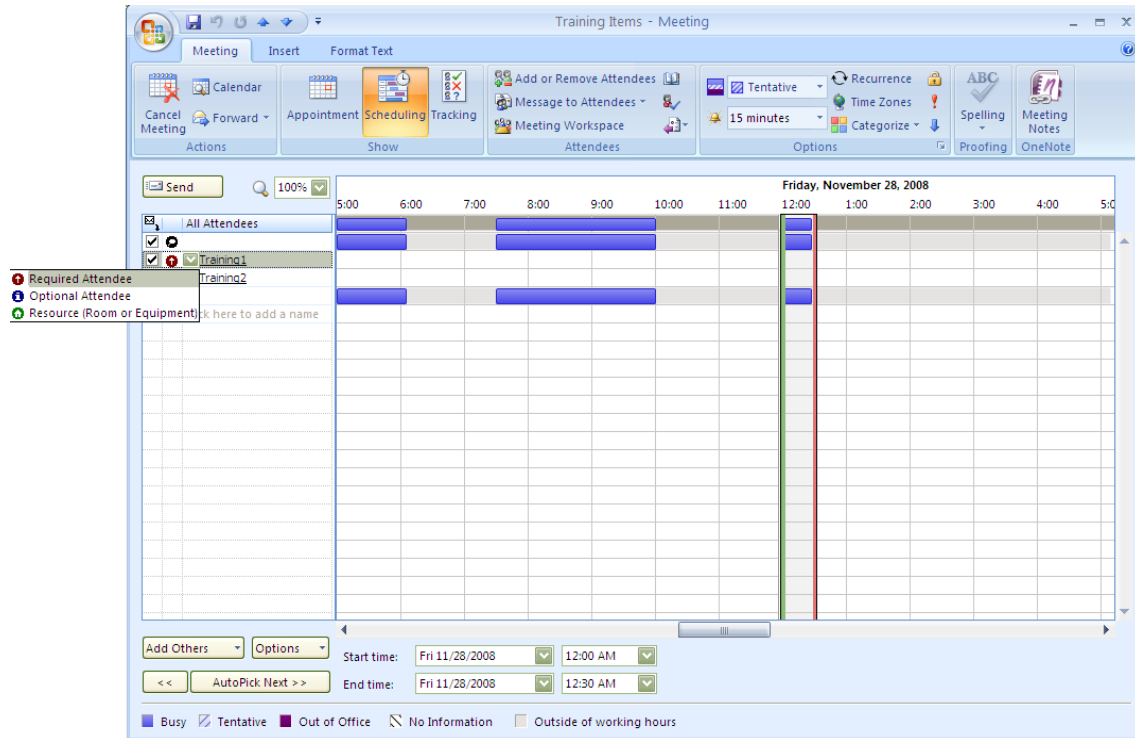 Training Items - Meeting
Meeting Insert Format Text
Cancel Meeting
Calendar
Forward
Actions
Appointment
Scheduling
Tracking
Show
Add or Remove Attendees
Message to Attendees
Meeting Workspace
Attendees
Tentative
15 minutes
Recurrence
Time Zones
Categorize
Options
ABC
Spelling
Proofing
Meeting Notes
OneNote
Send
100%
Friday, November 28, 2008
5:00 6:00 7:00 8:00 9:00 10:00 11:00 12:00 1:00 2:00 3:00 4:00 5:0
All Attendees
Training1
Required Attendee
Training2
Optional Attendee
Resource (Room or Equipment)
ck here to add a name
Add Others
Options
Start time: Fri 11/28/2008 12:00 AM
<< AutoPick Next >>
End time: Fri 11/28/2008 12:30 AM
Busy Tentative Out of Office No Information Outside of working hours